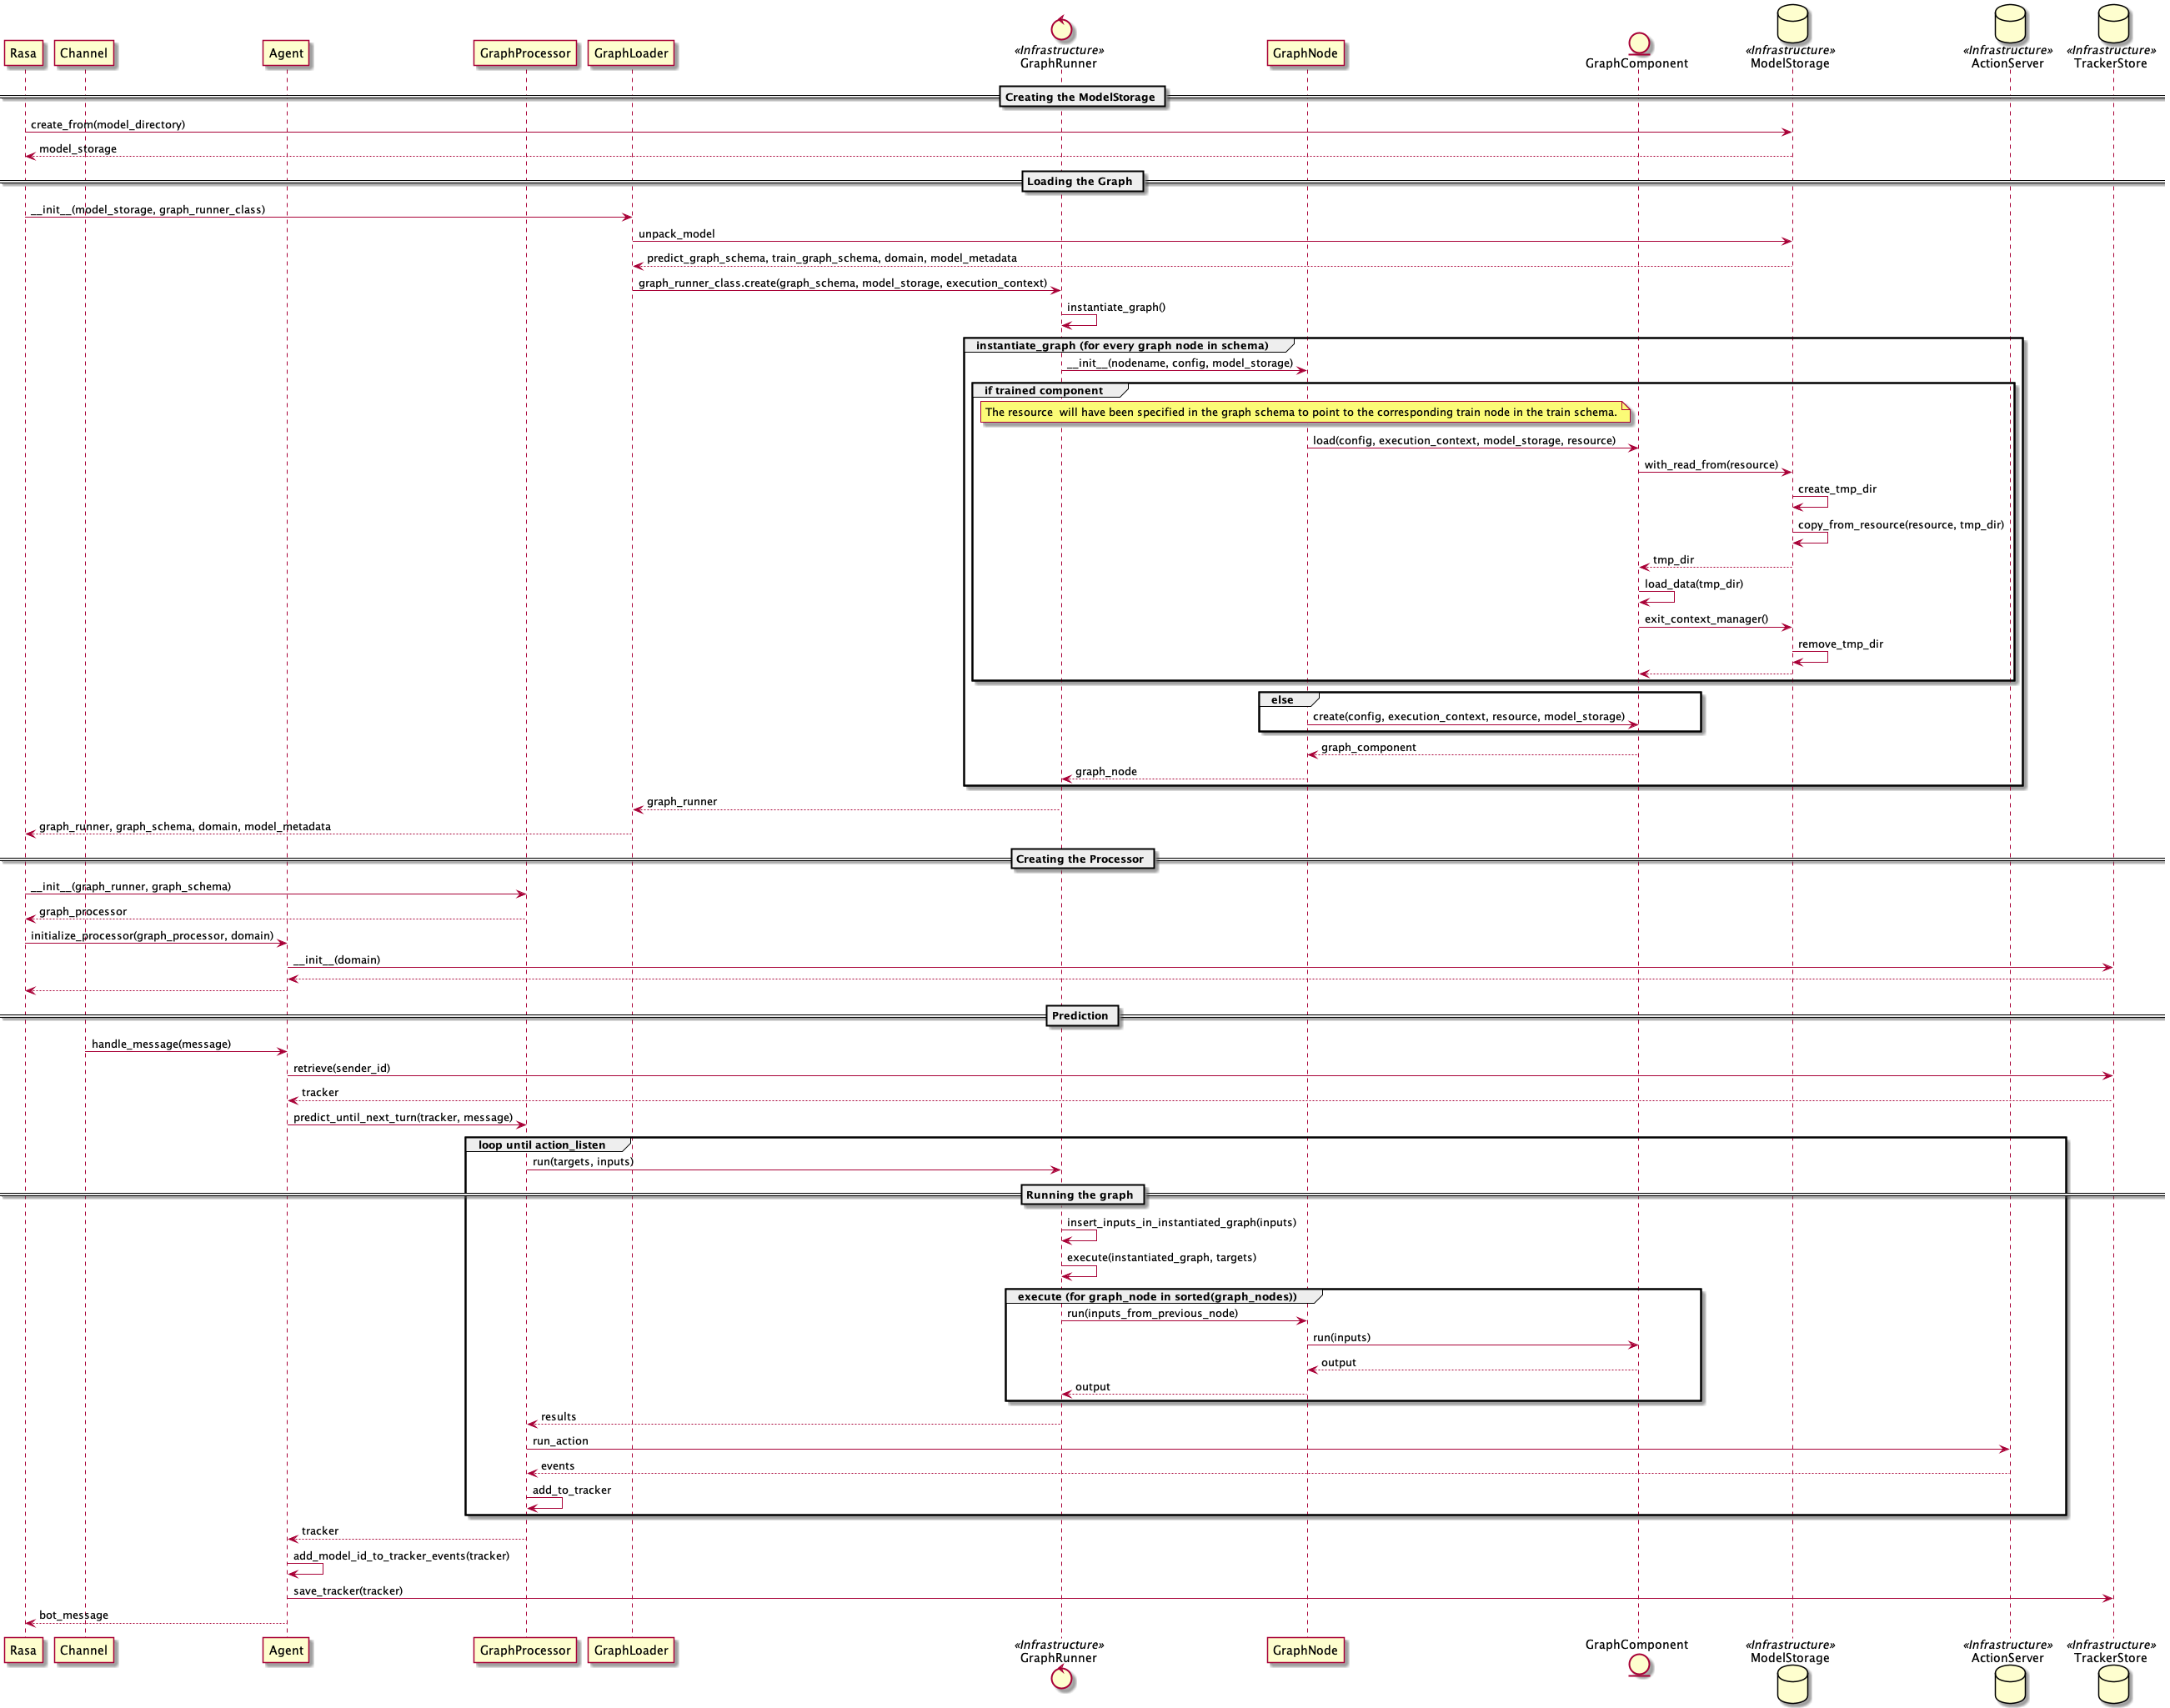 Rasa
Channel
Agent
GraphProcessor
GraphLoader
«Infrastructure»
GraphRunner
GraphNode
GraphComponent
«Infrastructure»
ModelStorage
«Infrastructure»
ActionServer
«Infrastructure»
TrackerStore
Creating the ModelStorage
create_from(model_directory)
model_storage
Loading the Graph
__init__(model_storage, graph_runner_class)
unpack_model
predict_graph_schema, train_graph_schema, domain, model_metadata
graph_runner_class.create(graph_schema, model_storage, execution_context)
instantiate_graph()
instantiate_graph (for every graph node in schema)
__init__(nodename, config, model_storage)
if trained component
The resource  will have been specified in the graph schema to point to the corresponding train node in the train schema.
load(config, execution_context, model_storage, resource)
with_read_from(resource)
create_tmp_dir
copy_from_resource(resource, tmp_dir)
tmp_dir
load_data(tmp_dir)
exit_context_manager()
remove_tmp_dir
else
create(config, execution_context, resource, model_storage)
graph_component
graph_node
graph_runner
graph_runner, graph_schema, domain, model_metadata
Creating the Processor
__init__(graph_runner, graph_schema)
graph_processor
initialize_processor(graph_processor, domain)
__init__(domain)
Prediction
handle_message(message)
retrieve(sender_id)
tracker
predict_until_next_turn(tracker, message)
loop until action_listen
run(targets, inputs)
Running the graph
insert_inputs_in_instantiated_graph(inputs)
execute(instantiated_graph, targets)
execute (for graph_node in sorted(graph_nodes))
run(inputs_from_previous_node)
run(inputs)
output
output
results
run_action
events
add_to_tracker
tracker
add_model_id_to_tracker_events(tracker)
save_tracker(tracker)
bot_message
Rasa
Channel
Agent
GraphProcessor
GraphLoader
«Infrastructure»
GraphRunner
GraphNode
GraphComponent
«Infrastructure»
ModelStorage
«Infrastructure»
ActionServer
«Infrastructure»
TrackerStore